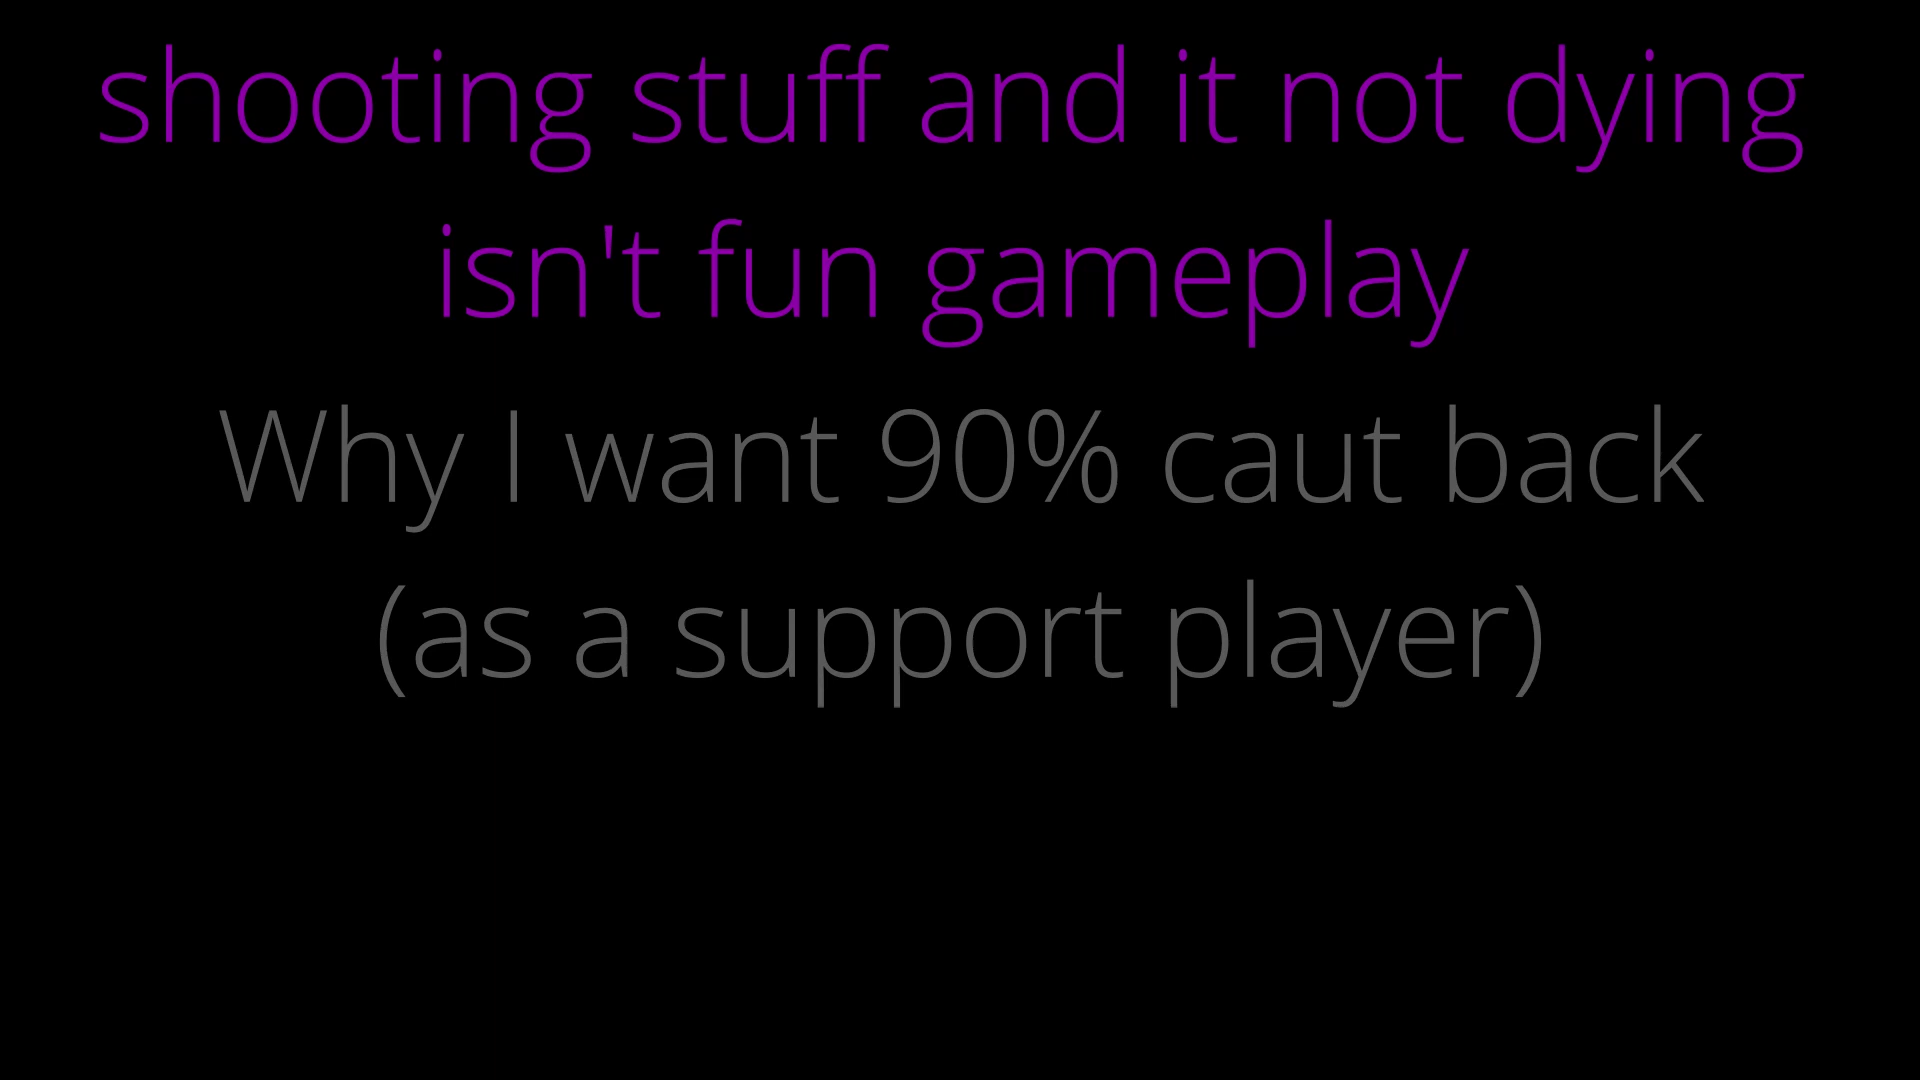 shooting stuff and it not dying
isn't fun gameplay
Why I want 90% caut back
(as a support player)